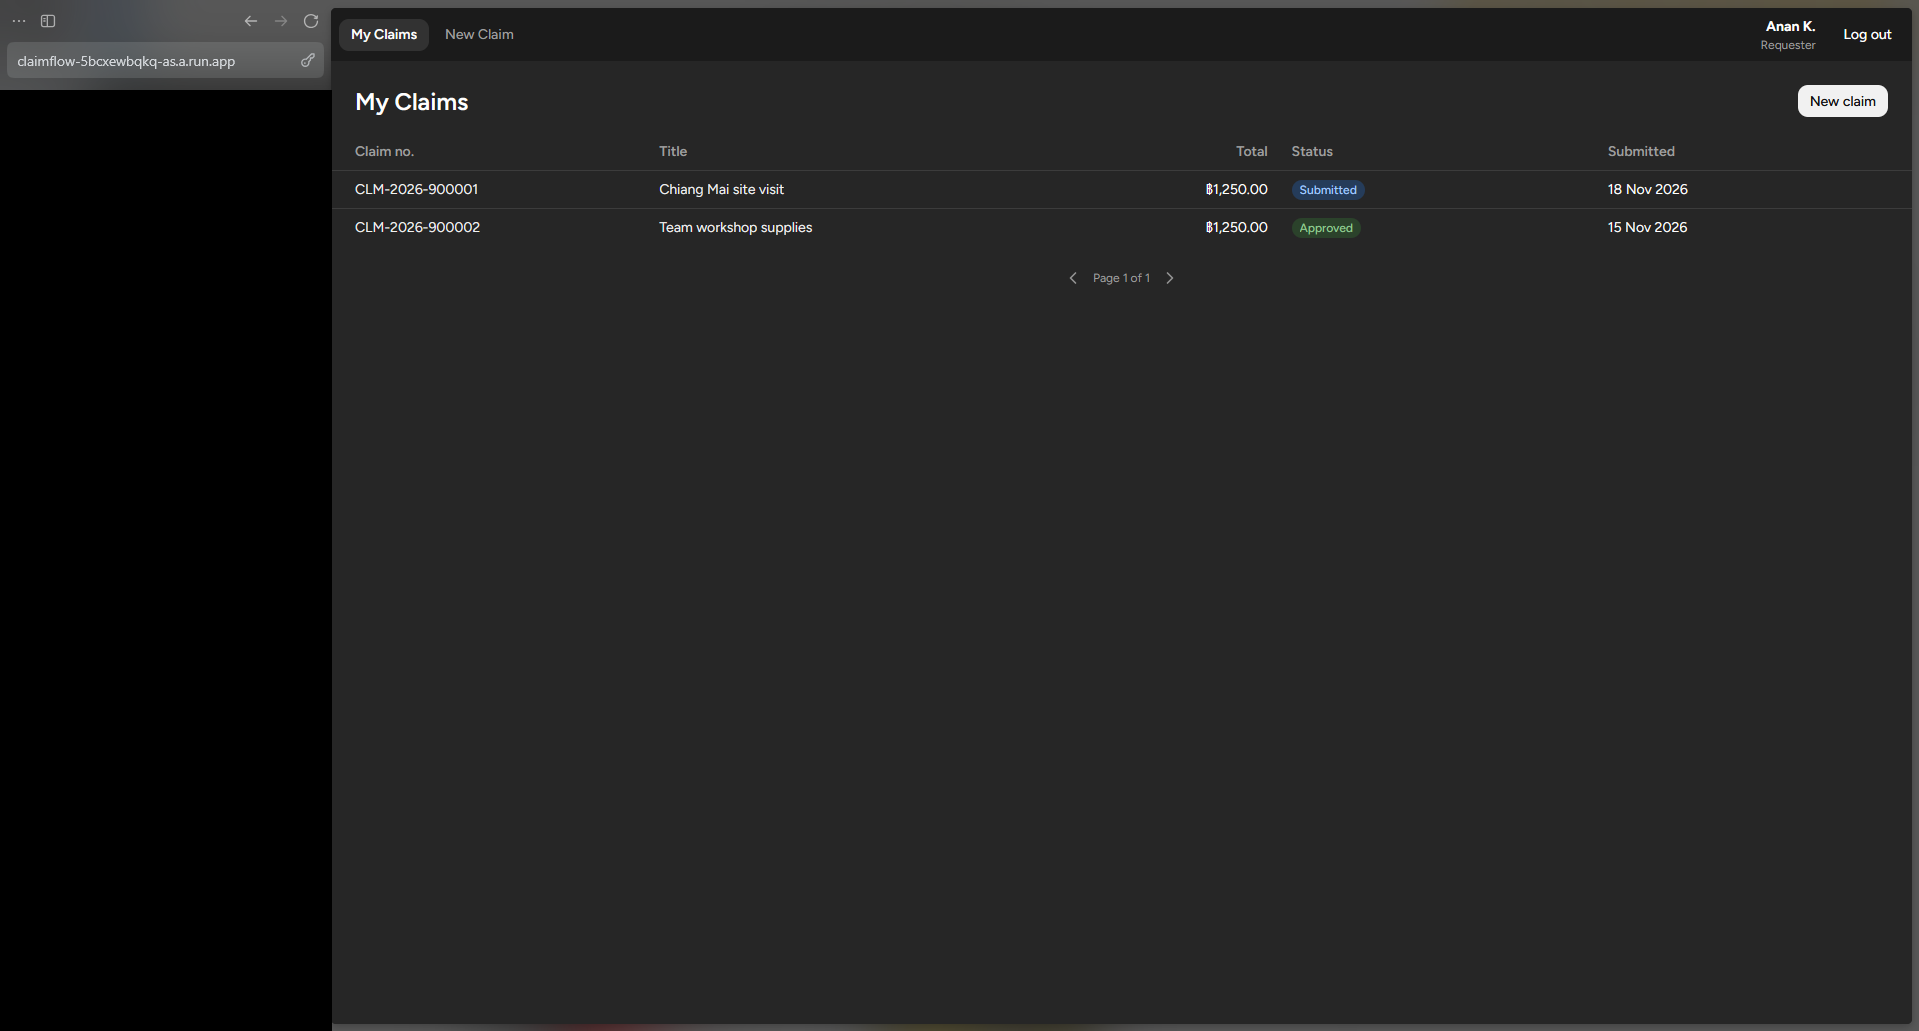 claimflow-5bcxewbqkq-as.a.run.app
My Claims New Claim
Anan K.
Requester
Log out
My Claims
New claim
Claim no. Title Total Status Submitted
CLM-2026-900001 Chiang Mai site visit ฿1,250.00 Submitted 18 Nov 2026
CLM-2026-900002 Team workshop supplies ฿1,250.00 Approved 15 Nov 2026
Page 1 of 1